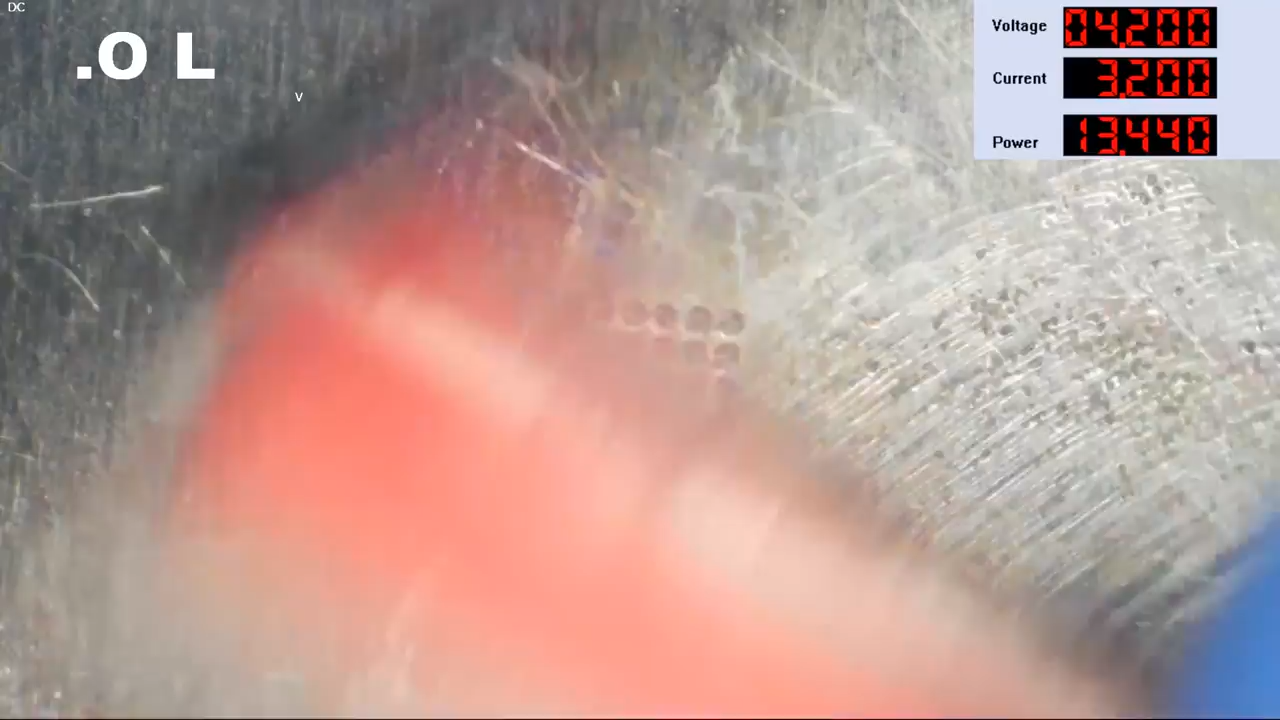 DC
.O L
V
Voltage 04.200
Current 3.200
Power 13.440